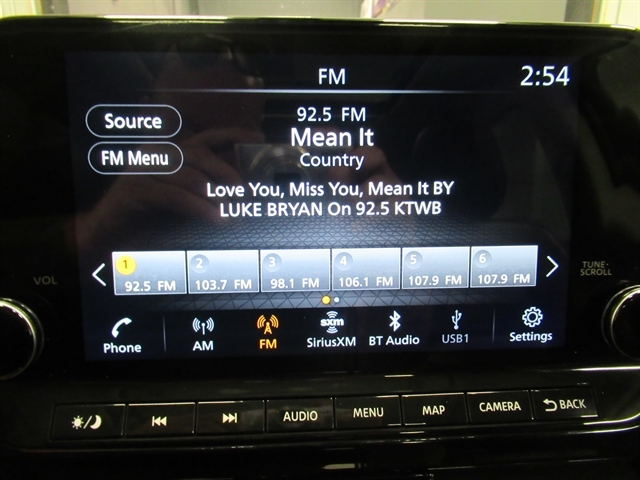 FM
2:54
Source
FM Menu
92.5 FM
Mean It
Country
Love You, Miss You, Mean It BY
LUKE BRYAN On 92.5 KTWB
1 2 3 4 5 6
92.5 FM 103.7 FM 98.1 FM 106.1 FM 107.9 FM 107.9 FM
VOL
TUNE·
SCROLL
Phone AM FM sxm SiriusXM BT Audio USB1 Settings
AUDIO MENU MAP CAMERA BACK